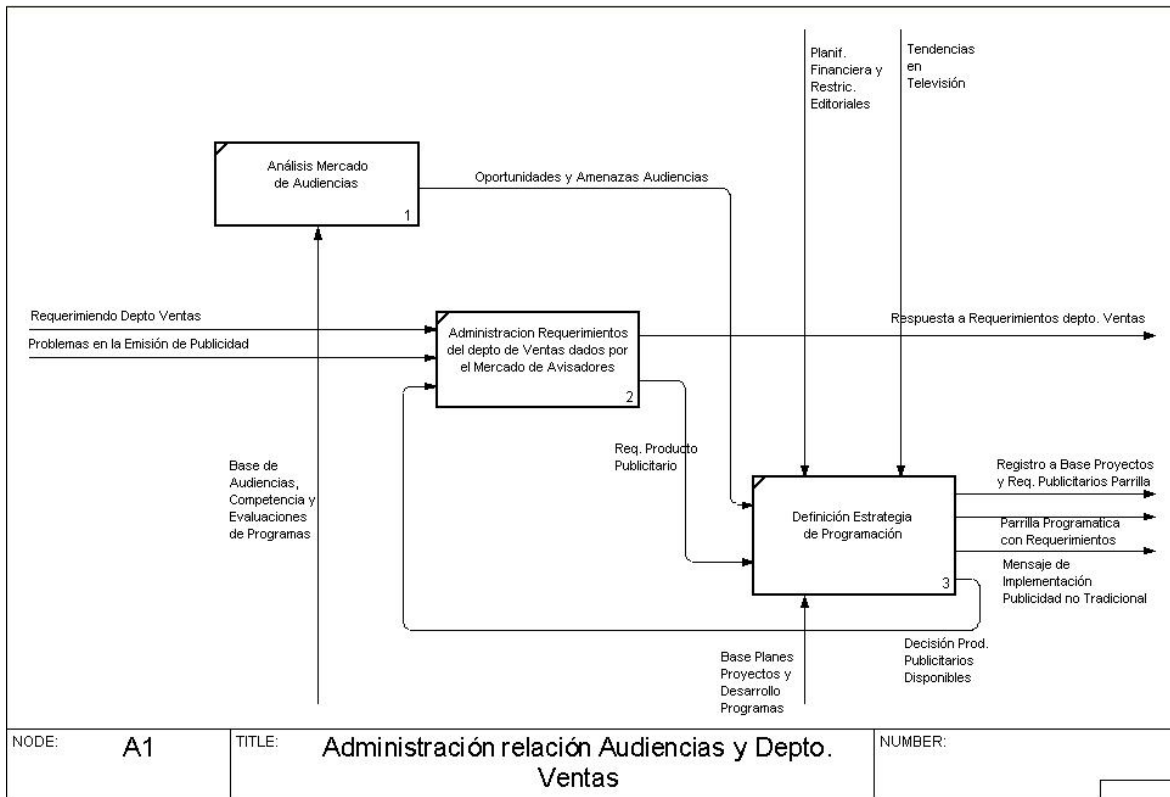 Planif.
Financiera y
Restric.
Editoriales
Tendencias
en
Televisión
Análisis Mercado
de Audiencias
1
Oportunidades y Amenazas Audiencias
Requerimiendo Depto Ventas
Problemas en la Emisión de Publicidad
Administracion Requerimientos
del depto de Ventas dados por
el Mercado de Avisadores
2
Respuesta a Requerimientos depto. Ventas
Req. Producto
Publicitario
Base de
Audiencias,
Competencia y
Evaluaciones
de Programas
Definición Estrategia
de Programación
3
Registro a Base Proyectos
y Req. Publicitarios Parrilla
Parrilla Programatica
con Requerimientos
Mensaje de
Implementación
Publicidad no Tradicional
Decisión Prod.
Publicitarios
Disponibles
Base Planes
Proyectos y
Desarrollo
Programas
NODE:
A1
TITLE:
Administración relación Audiencias y Depto.
Ventas
NUMBER: